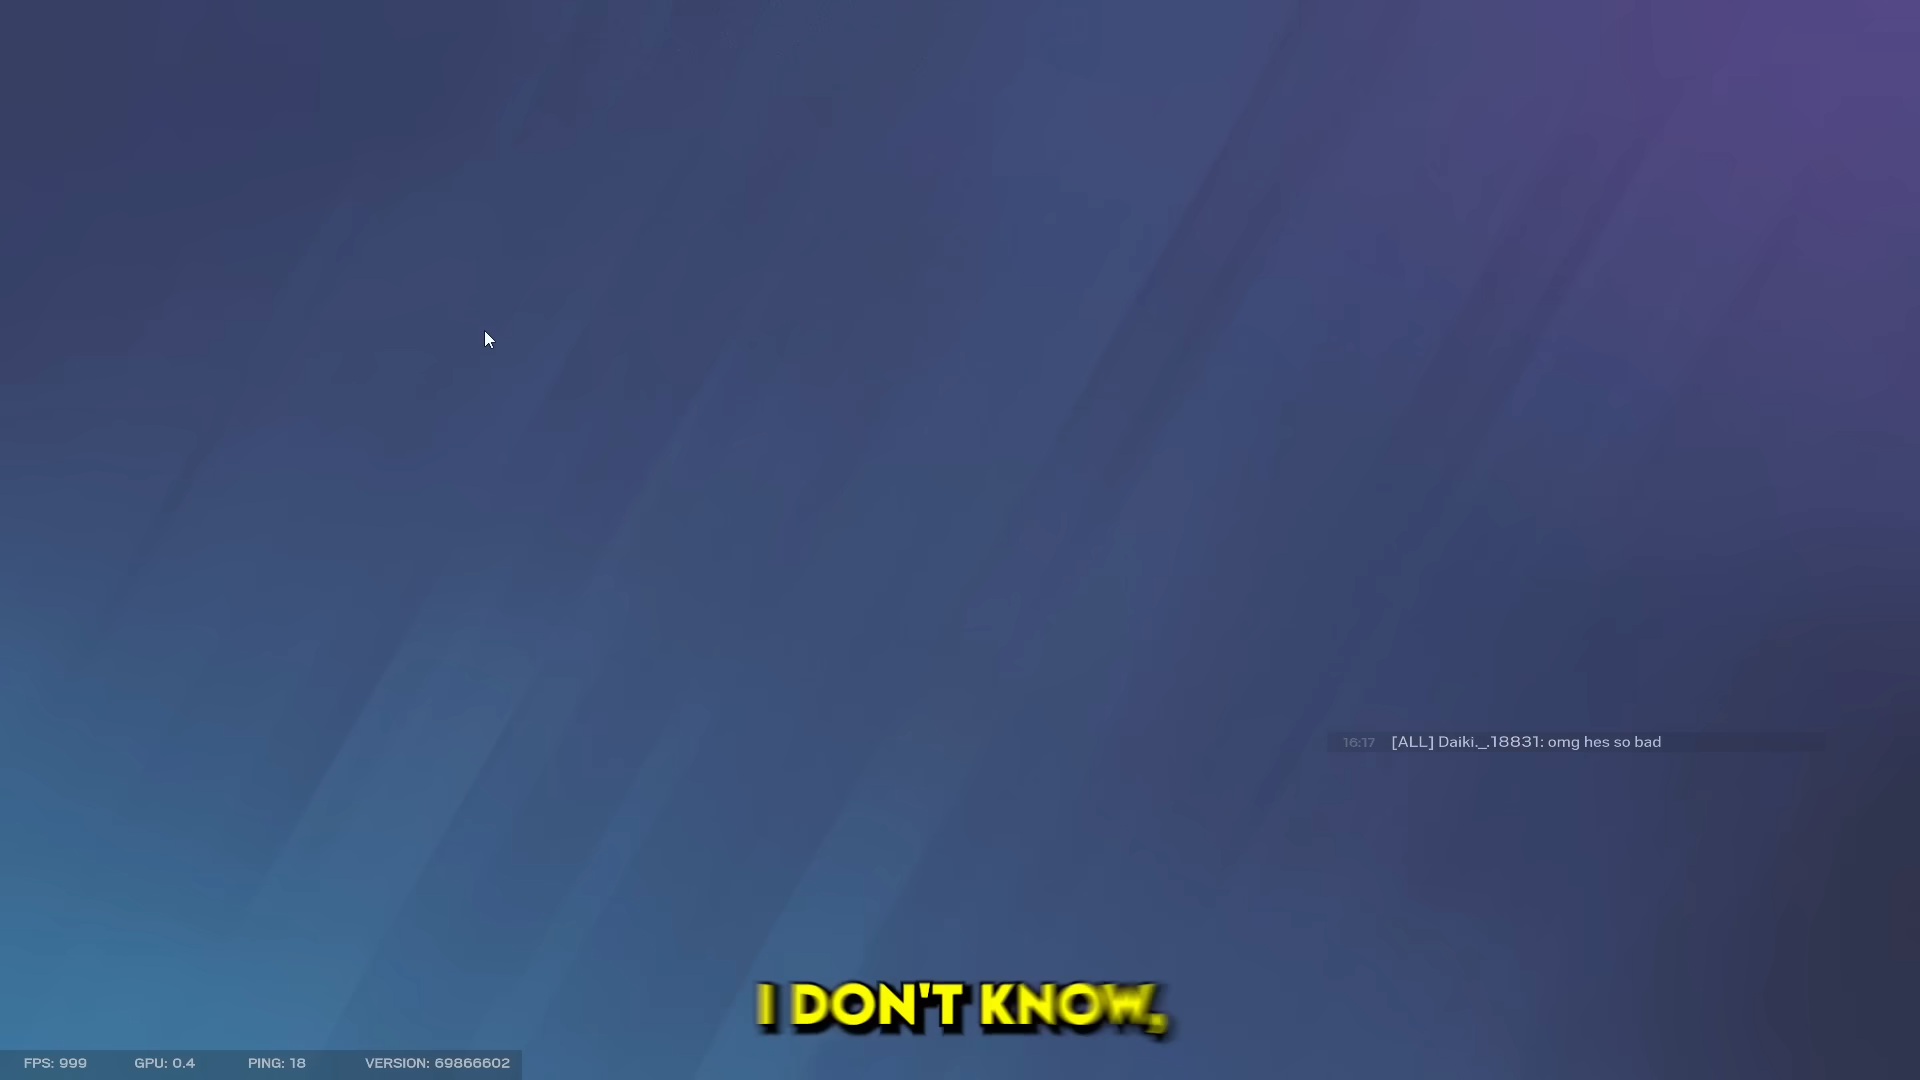 16:17 [ALL] Daiki._.18831: omg hes so bad
I DON'T KNOW,
FPS: 999 GPU: 0.4 PING: 18 VERSION: 69866602